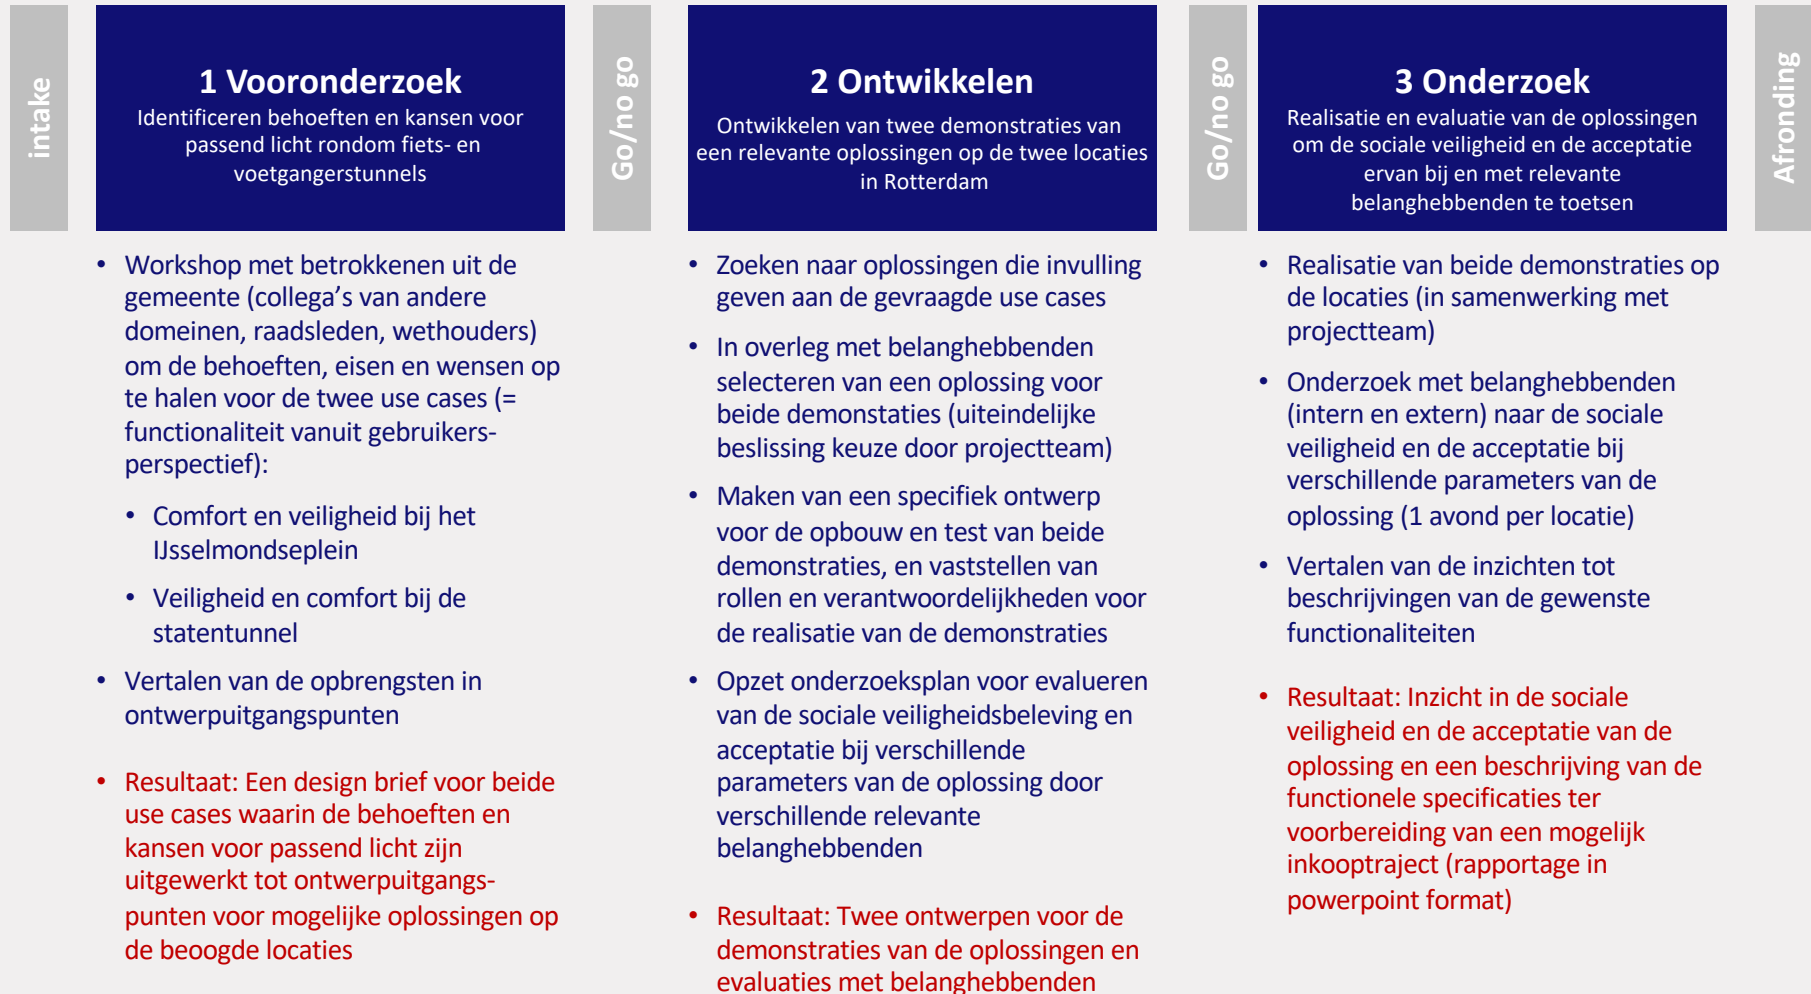 intake
1 Vooronderzoek
Identificeren behoeften en kansen voor
passend licht rondom fiets- en
voetgangerstunnels
• Workshop met betrokkenen uit de
gemeente (collega's van andere
domeinen, raadsleden, wethouders)
om de behoeften, eisen en wensen op
te halen voor de twee use cases (=
functionaliteit vanuit gebruikers-
perspectief):
• Comfort en veiligheid bij het
IJsselmondseplein
• Veiligheid en comfort bij de
statentunnel
• Vertalen van de opbrengsten in
ontwerpuitgangspunten
• Resultaat: Een design brief voor beide
use cases waarin de behoeften en
kansen voor passend licht zijn
uitgewerkt tot ontwerpuitgangs-
punten voor mogelijke oplossingen op
de beoogde locaties
Go/no go
2 Ontwikkelen
Ontwikkelen van twee demonstraties van
een relevante oplossingen op de twee locaties
in Rotterdam
• Zoeken naar oplossingen die invulling
geven aan de gevraagde use cases
• In overleg met belanghebbenden
selecteren van een oplossing voor
beide demonstaties (uiteindelijke
beslissing keuze door projectteam)
• Maken van een specifiek ontwerp
voor de opbouw en test van beide
demonstraties, en vaststellen van
rollen en verantwoordelijkheden voor
de realisatie van de demonstraties
• Opzet onderzoeksplan voor evalueren
van de sociale veiligheidsbeleving en
acceptatie bij verschillende
parameters van de oplossing door
verschillende relevante
belanghebbenden
• Resultaat: Twee ontwerpen voor de
demonstraties van de oplossingen en
evaluaties met belanghebbenden
Go/no go
3 Onderzoek
Realisatie en evaluatie van de oplossingen
om de sociale veiligheid en de acceptatie
ervan bij en met relevante
belanghebbenden te toetsen
• Realisatie van beide demonstraties op
de locaties (in samenwerking met
projectteam)
• Onderzoek met belanghebbenden
(intern en extern) naar de sociale
veiligheid en de acceptatie bij
verschillende parameters van de
oplossing (1 avond per locatie)
• Vertalen van de inzichten tot
beschrijvingen van de gewenste
functionaliteiten
• Resultaat: Inzicht in de sociale
veiligheid en de acceptatie van de
oplossing en een beschrijving van de
functionele specificaties ter
voorbereiding van een mogelijk
inkooptraject (rapportage in
powerpoint format)
Afronding